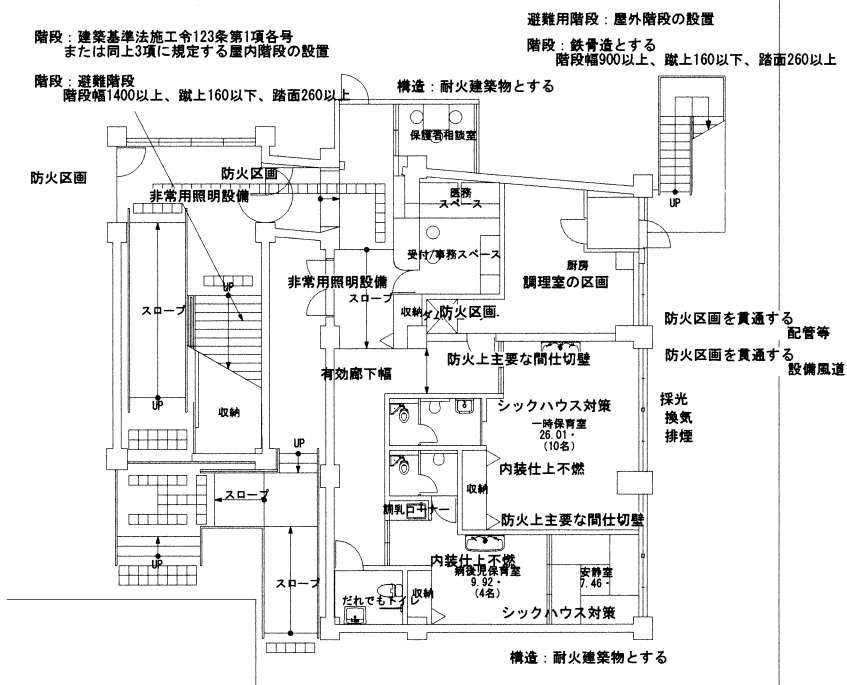 避難用階段：屋外階段の設置
階段：建築基準法施工令123条第1項各号
または同上3項に規定する屋内階段の設置
階段：鉄骨造とする
階段幅900以上、蹴上160以下、踏面260以上
階段：避難階段
階段幅1400以上、蹴上160以下、踏面260以上
構造：耐火建築物とする
保護者相談室
防火区画
防火区画
非常用照明設備
医務
スペース
UP
受付/事務スペース
厨房
調理室の区画
非常用照明設備
UP
スロープ
スロープ
収納
防火区画
防火区画を貫通する
配管等
防火区画を貫通する
設備風道
防火上主要な間仕切壁
有効廊下幅
UP
収納
シックハウス対策
一時保育室
26.01・
(10名)
採光
換気
排煙
UP
内装仕上不燃
収納
スロープ
調乳コーナー
防火上主要な間仕切壁
UP
内装仕上不燃
病後児保育室
9.92・
(4名)
安静室
7.46・
スロープ
だれでもトイレ
収納
シックハウス対策
構造：耐火建築物とする